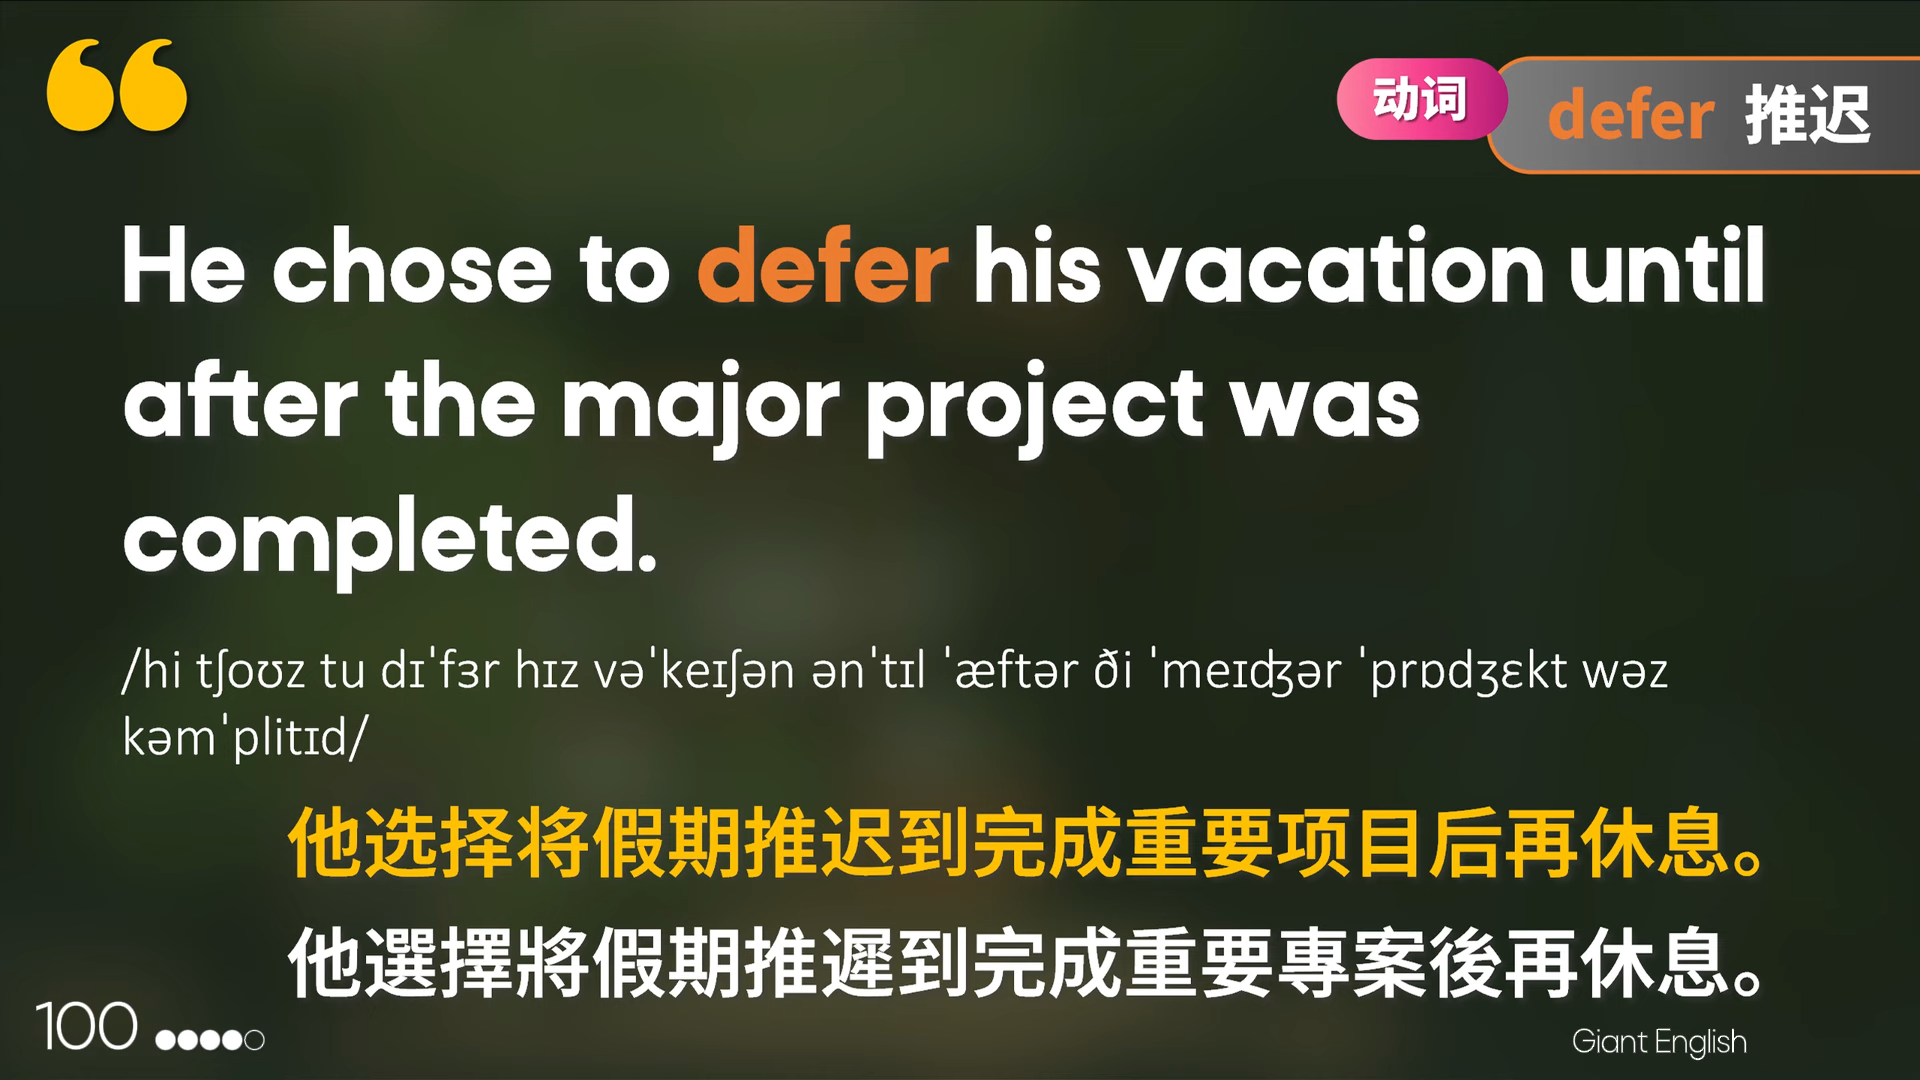 动词
defer 推迟
He chose to defer his vacation until
after the major project was
completed.
/hi tʃoʊz tu dɪˈfɜr hɪz vəˈkeɪʃən ənˈtɪl ˈæftər ði ˈmeɪʤər ˈprɒdʒɛkt wəz
kəmˈplitɪd/
他选择将假期推迟到完成重要项目后再休息。
他選擇將假期推遲到完成重要專案後再休息。
100
Giant English